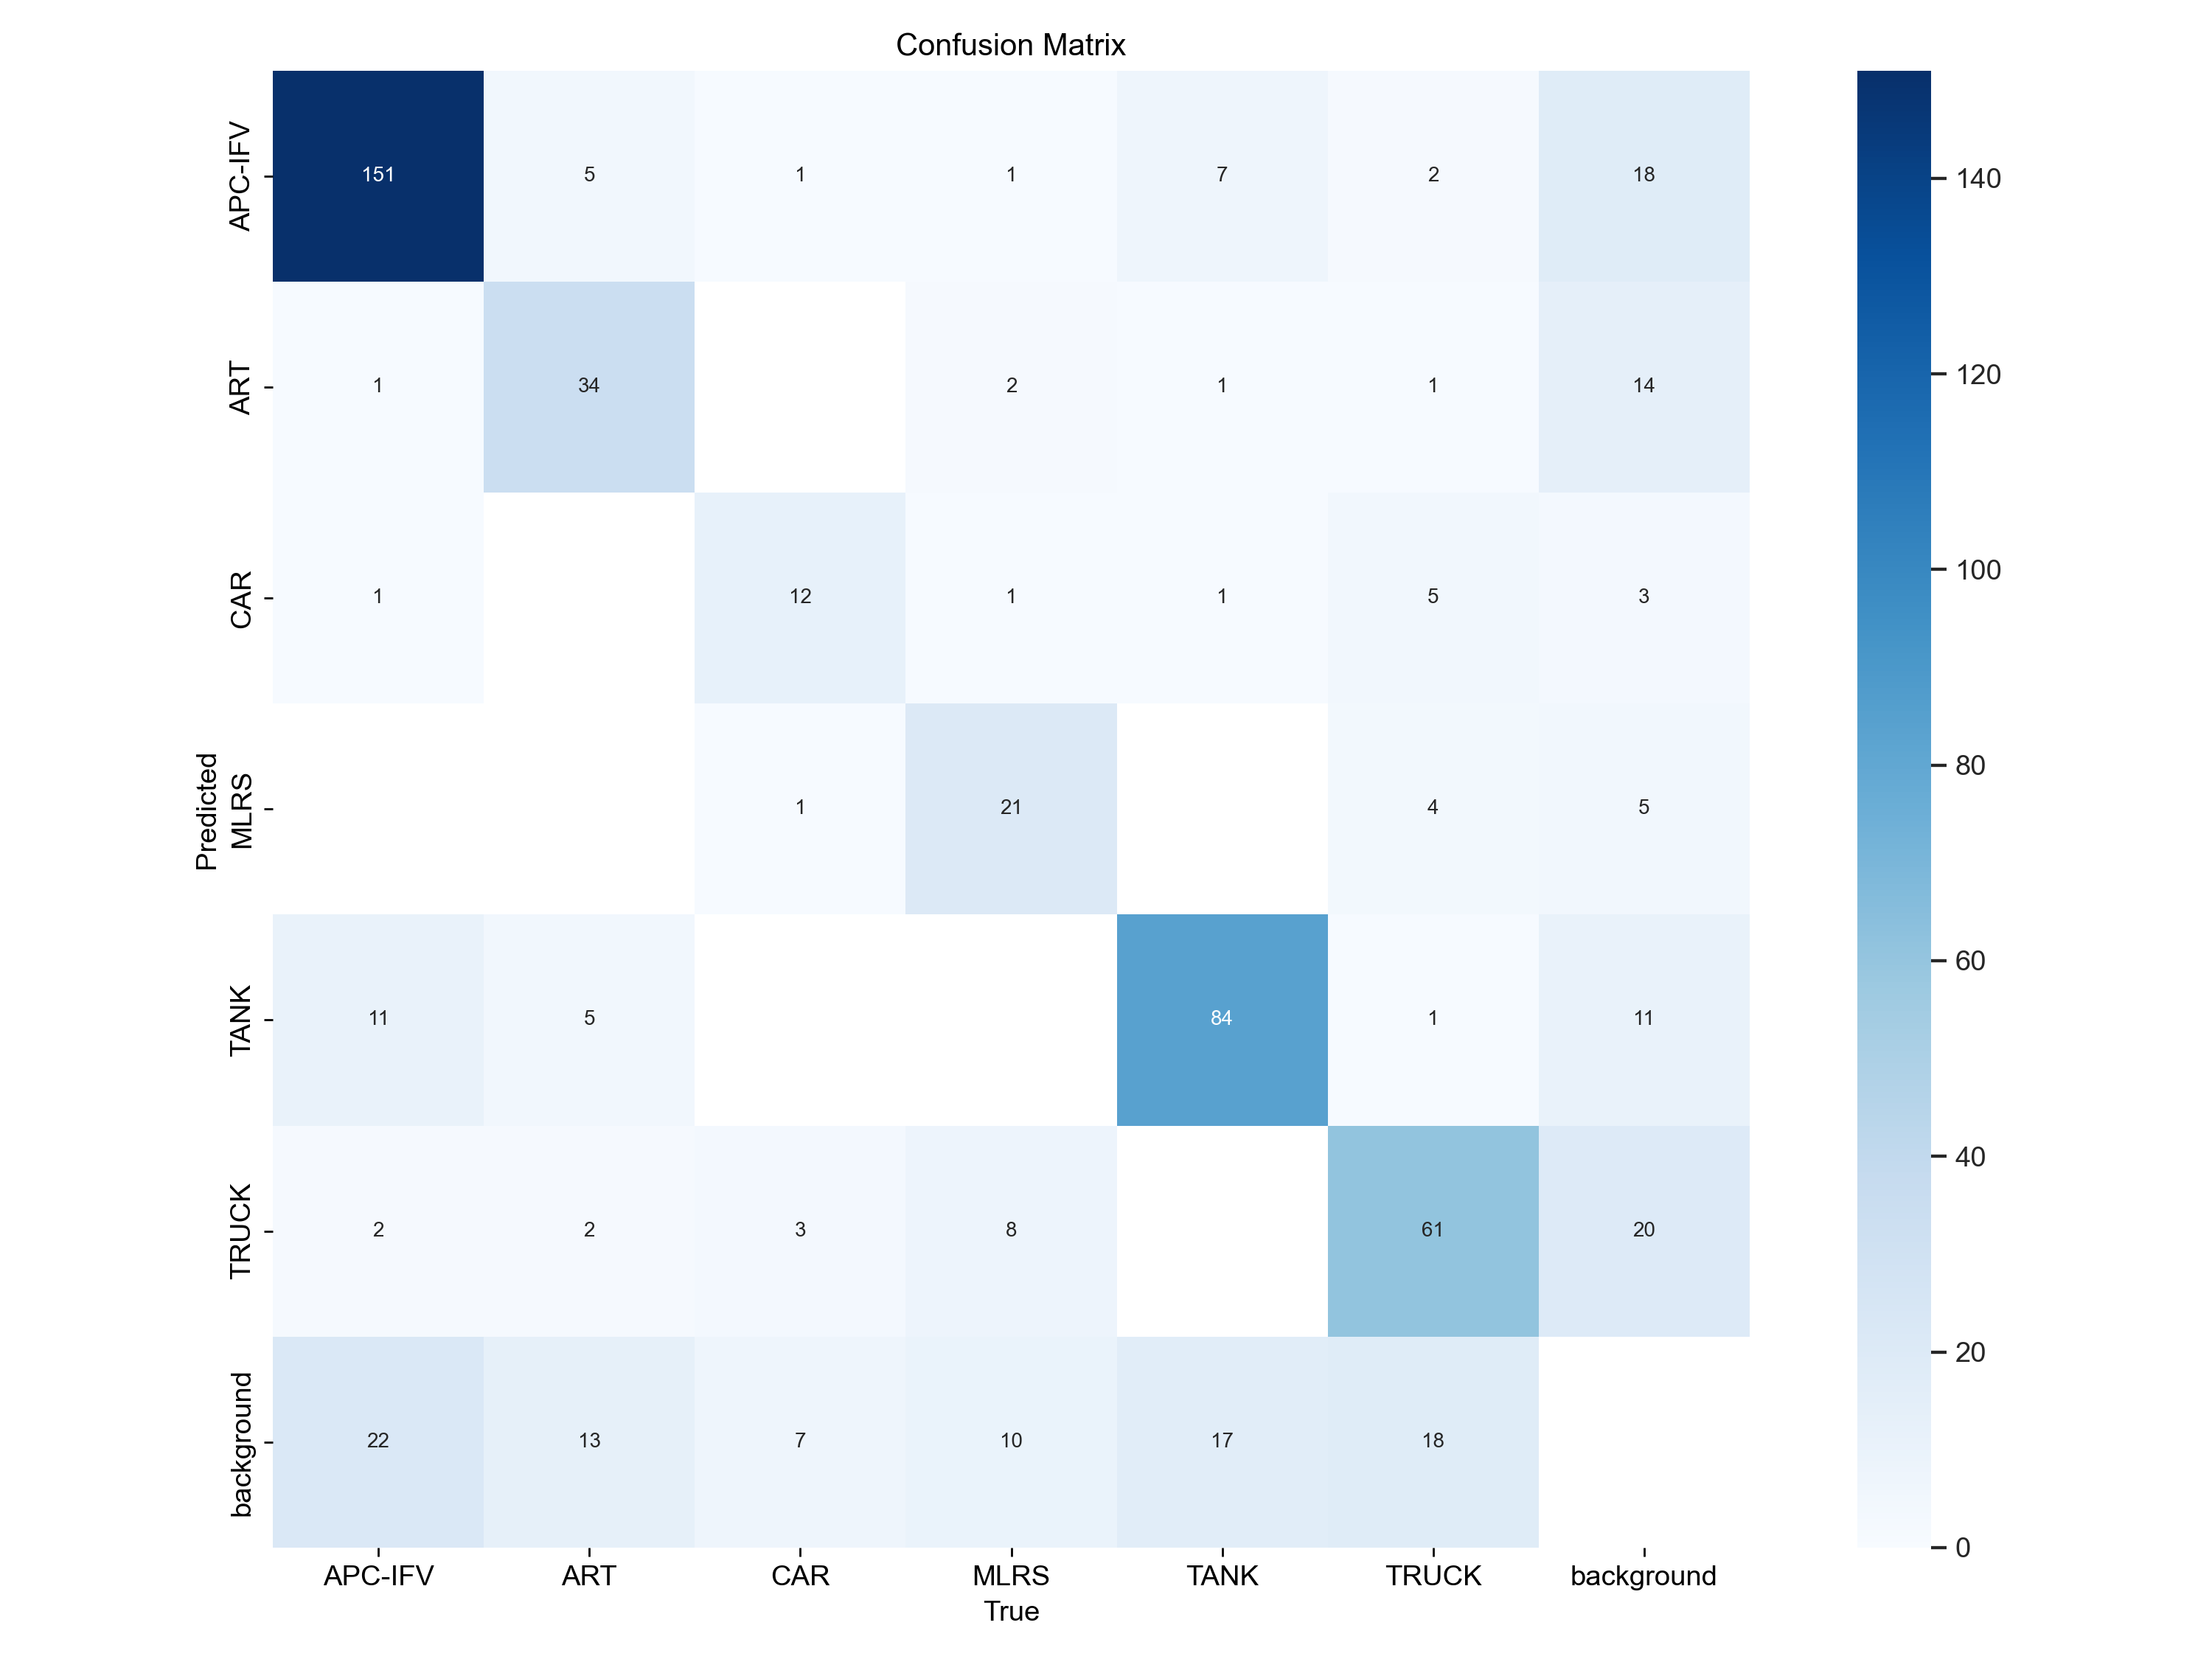 Confusion Matrix
Predicted
APC-IFV 151 5 1 1 7 2 18
ART 1 34 2 1 1 14
CAR 1 12 1 1 5 3
MLRS 1 21 4 5
TANK 11 5 84 1 11
TRUCK 2 2 3 8 61 20
background 22 13 7 10 17 18
APC-IFV ART CAR MLRS TANK TRUCK background
True
140
120
100
80
60
40
20
0